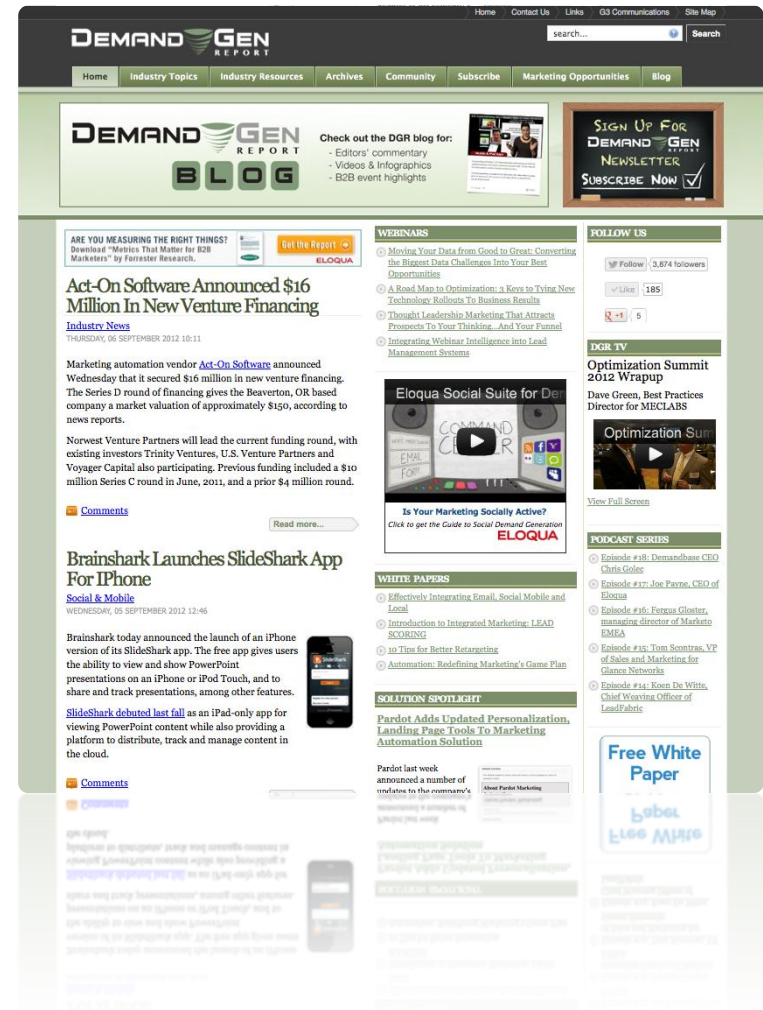 Home Contact Us Links G3 Communications Site Map
DEMAND GEN
REPORT
search...
Search
Home Industry Topics Industry Resources Archives Community Subscribe Marketing Opportunities Blog
DEMAND GEN
REPORT
BLOG
Check out the DGR blog for:
- Editors' commentary
- Videos & Infographics
- B2B event highlights
SIGN UP FOR
DEMAND GEN
REPORT
NEWSLETTER
SUBSCRIBE NOW
ARE YOU MEASURING THE RIGHT THINGS?
Download "Metrics That Matter for B2B
Marketers" by Forrester Research.
Get the Report
ELOQUA
Act-On Software Announced $16
Million In New Venture Financing
Industry News
THURSDAY, 06 SEPTEMBER 2012 10:11
Marketing automation vendor Act-On Software announced
Wednesday that it secured $16 million in new venture financing.
The Series D round of financing gives the Beaverton, OR based
company a market valuation of approximately $150, according to
news reports.
Norwest Venture Partners will lead the current funding round, with
existing investors Trinity Ventures, U.S. Venture Partners and
Voyager Capital also participating. Previous funding included a $10
million Series C round in June, 2011, and a prior $4 million round.
Comments
Read more...
Brainshark Launches SlideShark App
For IPhone
Social & Mobile
WEDNESDAY, 05 SEPTEMBER 2012 12:46
Brainshark today announced the launch of an iPhone
version of its SlideShark app. The free app gives users
the ability to view and show PowerPoint
presentations on an iPhone or iPod Touch, and to
share and track presentations, among other features.
SlideShark
SlideShark debuted last fall as an iPad-only app for
viewing PowerPoint content while also providing a
platform to distribute, track and manage content in
the cloud.
Comments
WEBINARS
Moving Your Data from Good to Great: Converting
the Biggest Data Challenges Into Your Best
Opportunities
A Road Map to Optimization: 3 Keys to Tying New
Technology Rollouts To Business Results
Thought Leadership Marketing That Attracts
Prospects To Your Thinking...And Your Funnel
Integrating Webinar Intelligence into Lead
Management Systems
Eloqua Social Suite for Der
COMMAND
CENTER
EMAIL
FORM
Is Your Marketing Socially Active?
Click to get the Guide to Social Demand Generation
ELOQUA
WHITE PAPERS
Effectively Integrating Email, Social Mobile and
Local
Introduction to Integrated Marketing: LEAD
SCORING
10 Tips for Better Retargeting
Automation: Redefining Marketing's Game Plan
SOLUTION SPOTLIGHT
Pardot Adds Updated Personalization,
Landing Page Tools To Marketing
Automation Solution
Pardot last week
announced a number of
updates to the company's
About Pardot Marketing
FOLLOW US
Follow 3,674 followers
Like 185
+1 5
DGR TV
Optimization Summit
2012 Wrapup
Dave Green, Best Practices
Director for MECLABS
Optimization Sum
View Full Screen
PODCAST SERIES
Episode #18: Demandbase CEO
Chris Golec
Episode #17: Joe Payne, CEO of
Eloqua
Episode #16: Fergus Gloster,
managing director of Marketo
EMEA
Episode #15: Tom Scontras, VP
of Sales and Marketing for
Glance Networks
Episode #14: Koen De Witte,
Chief Weaving Officer of
LeadFabric
Free White
Paper